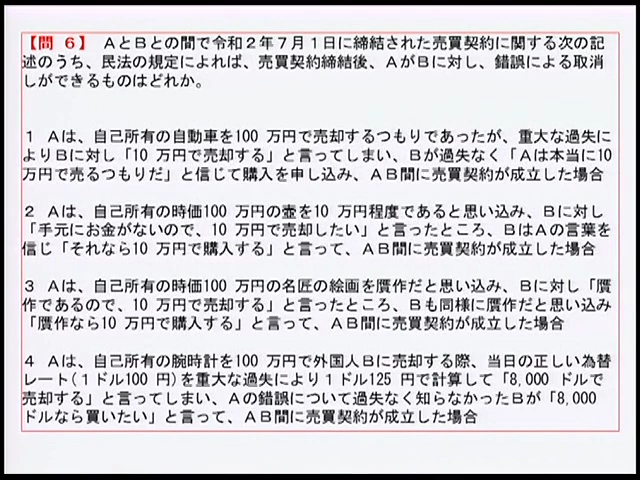 【問 6】 ＡとＢとの間で令和２年７月１日に締結された売買契約に関する次の記
述のうち、民法の規定によれば、売買契約締結後、ＡがＢに対し、錯誤による取消
しができるものはどれか。
1 Ａは、自己所有の自動車を100 万円で売却するつもりであったが、重大な過失に
よりＢに対し「10 万円で売却する」と言ってしまい、Ｂが過失なく「Ａは本当に10
万円で売るつもりだ」と信じて購入を申し込み、ＡＢ間に売買契約が成立した場合
2 Ａは、自己所有の時価100 万円の壺を10 万円程度であると思い込み、Ｂに対し
「手元にお金がないので、10 万円で売却したい」と言ったところ、ＢはＡの言葉を
信じ「それなら10 万円で購入する」と言って、ＡＢ間に売買契約が成立した場合
3 Ａは、自己所有の時価100 万円の名匠の絵画を贋作だと思い込み、Ｂに対し「贋
作であるので、10 万円で売却する」と言ったところ、Ｂも同様に贋作だと思い込み
「贋作なら10 万円で購入する」と言って、ＡＢ間に売買契約が成立した場合
4 Ａは、自己所有の腕時計を100 万円で外国人Ｂに売却する際、当日の正しい為替
レート(１ドル100 円)を重大な過失により１ドル125 円で計算して「8,000 ドルで
売却する」と言ってしまい、Ａの錯誤について過失なく知らなかったＢが「8,000
ドルなら買いたい」と言って、ＡＢ間に売買契約が成立した場合